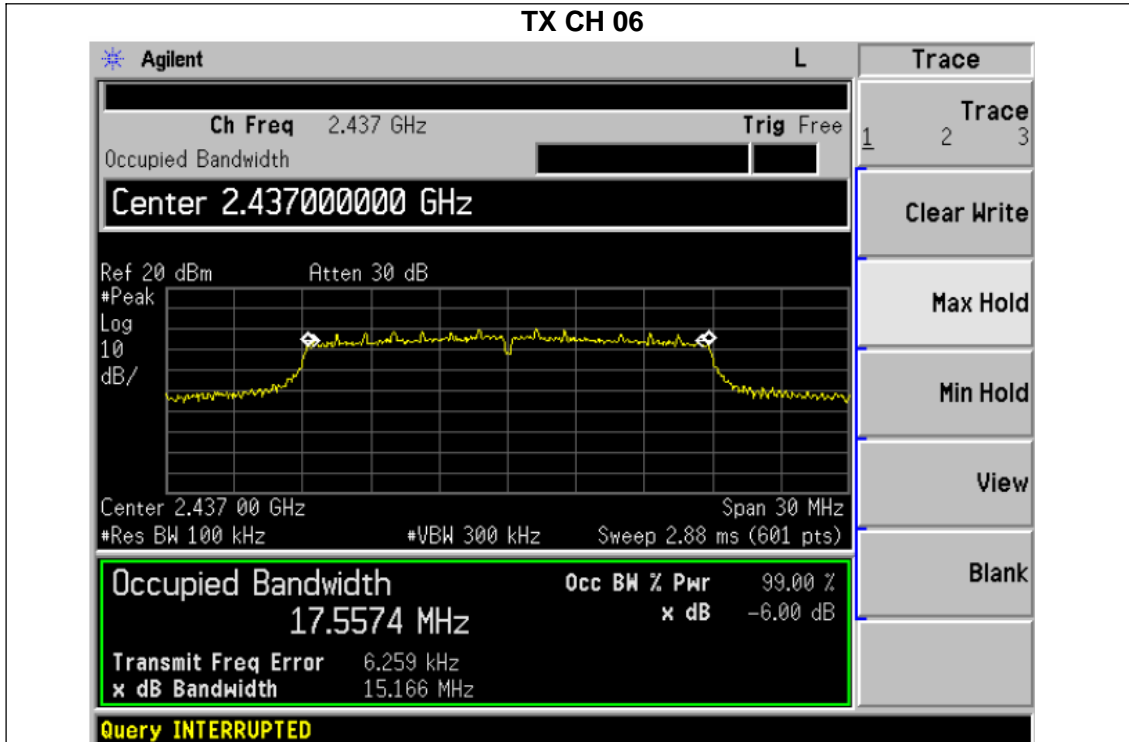 TX CH 06
Agilent L
Ch Freq 2.437 GHz Trig Free
Occupied Bandwidth
Center 2.437000000 GHz
Ref 20 dBm Atten 30 dB
#Peak
Log
10
dB/
Center 2.437 00 GHz Span 30 MHz
#Res BW 100 kHz #VBW 300 kHz Sweep 2.88 ms (601 pts)
Occupied Bandwidth
17.5574 MHz
Occ BW % Pwr 99.00 %
x dB -6.00 dB
Transmit Freq Error 6.259 kHz
x dB Bandwidth 15.166 MHz
Query INTERRUPTED
Trace
Trace
1 2 3
Clear Write
Max Hold
Min Hold
View
Blank